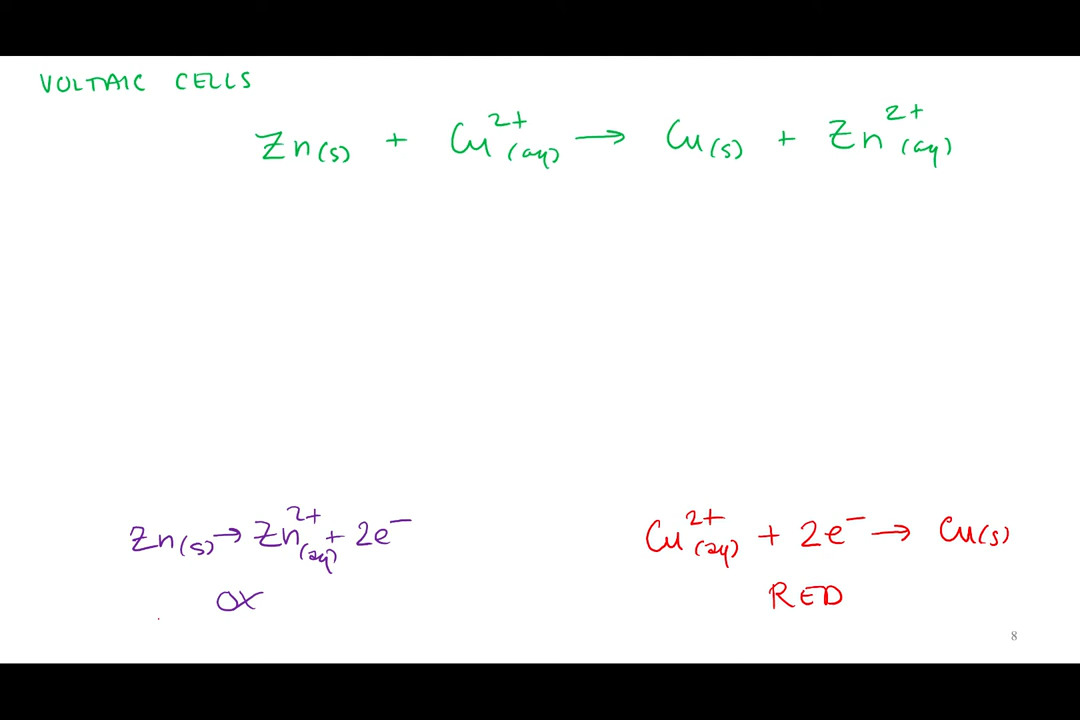 VOLTAIC CELLS
Zn(s) + Cu²⁺(aq) → Cu(s) + Zn²⁺(aq)
Zn(s) → Zn²⁺(aq) + 2e⁻
OX
Cu²⁺(aq) + 2e⁻ → Cu(s)
RED
8